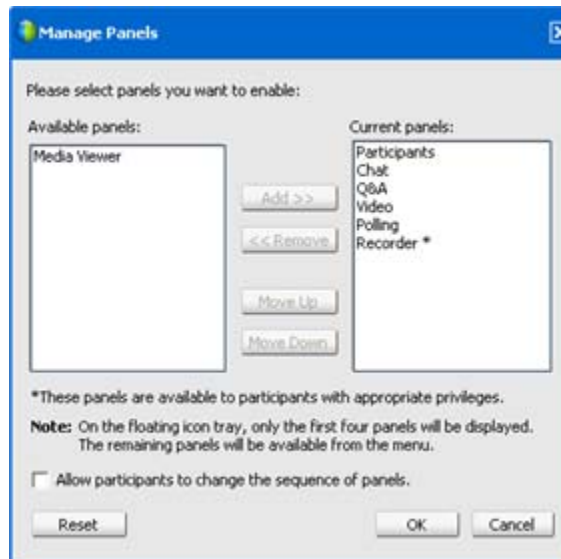 Manage Panels
Please select panels you want to enable:
Available panels:
Current panels:
Media Viewer
Participants
Chat
Q&A
Video
Polling
Recorder *
Add >>
<< Remove
Move Up
Move Down
*These panels are available to participants with appropriate privileges.
Note: On the floating icon tray, only the first four panels will be displayed.
The remaining panels will be available from the menu.
Allow participants to change the sequence of panels.
Reset
OK
Cancel